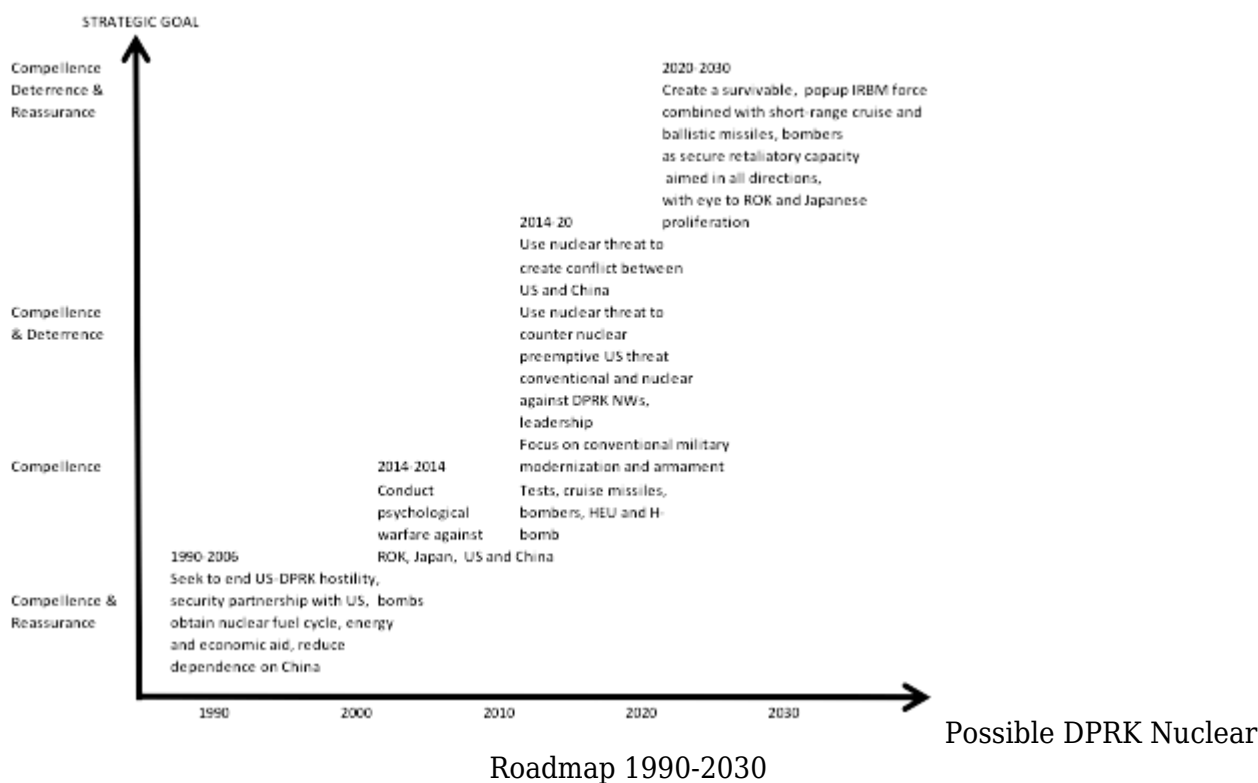 STRATEGIC GOAL
Compellence
Deterrence &
Reassurance
2020-2030
Create a survivable, popup IRBM force
combined with short-range cruise and
ballistic missiles, bombers
as secure retaliatory capacity
aimed in all directions,
with eye to ROK and Japanese
proliferation
2014-20
Use nuclear threat to
create conflict between
US and China
Use nuclear threat to
counter nuclear
preemptive US threat
conventional and nuclear
against DPRK NWs,
leadership
Focus on conventional military
modernization and armament
Tests, cruise missiles,
bombers, HEU and H-
bomb
Compellence
& Deterrence
Compellence
2014-2014
Conduct
psychological
warfare against
ROK, Japan, US and China
1990-2006
Seek to end US-DPRK hostility,
security partnership with US, bombs
obtain nuclear fuel cycle, energy
and economic aid, reduce
dependence on China
Compellence &
Reassurance
1990
2000
2010
2020
2030
Possible DPRK Nuclear
Roadmap 1990-2030